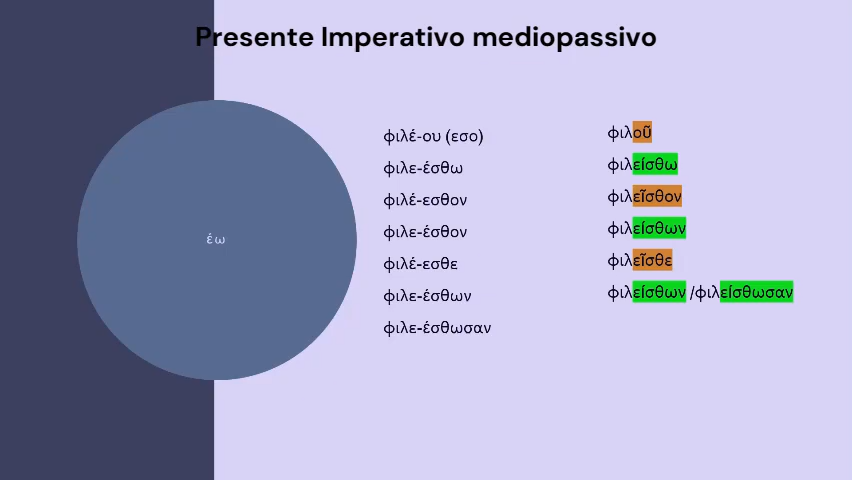 Presente Imperativo mediopassivo
έω
φιλέ-ου (εσο)
φιλε-έσθω
φιλέ-εσθον
φιλε-έσθον
φιλέ-εσθε
φιλε-έσθων
φιλε-έσθωσαν
φιλοῦ
φιλείσθω
φιλεῖσθον
φιλείσθων
φιλεῖσθε
φιλείσθων /φιλείσθωσαν